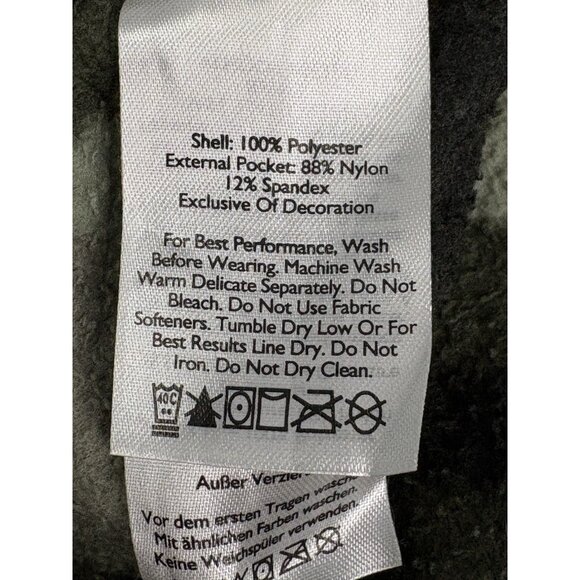 Shell: 100% Polyester
External Pocket: 88% Nylon
12% Spandex
Exclusive Of Decoration
For Best Performance, Wash
Before Wearing. Machine Wash
Warm Delicate Separately. Do Not
Bleach. Do Not Use Fabric
Softeners. Tumble Dry Low Or For
Best Results Line Dry. Do Not
Iron. Do Not Dry Clean.
40C
Außer
Vor dem ersten Tragen waschen.
Mit ähnlichen Farben waschen.
Keine Weichspüler verwenden.